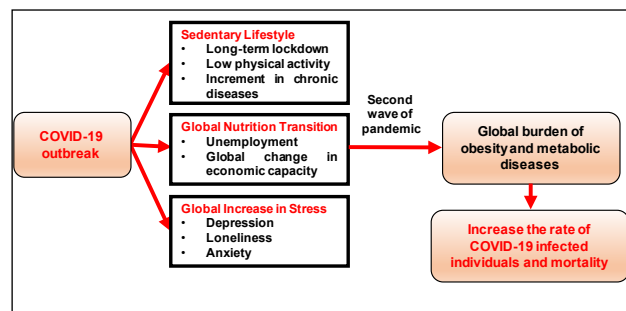 Sedentary Lifestyle
• Long-term lockdown
• Low physical activity
• Increment in chronic
diseases
COVID-19
outbreak
Global Nutrition Transition
• Unemployment
• Global change in
economic capacity
Global Increase in Stress
• Depression
• Loneliness
• Anxiety
Second
wave of
pandemic
Global burden of
obesity and metabolic
diseases
Increase the rate of
COVID-19 infected
individuals and mortality